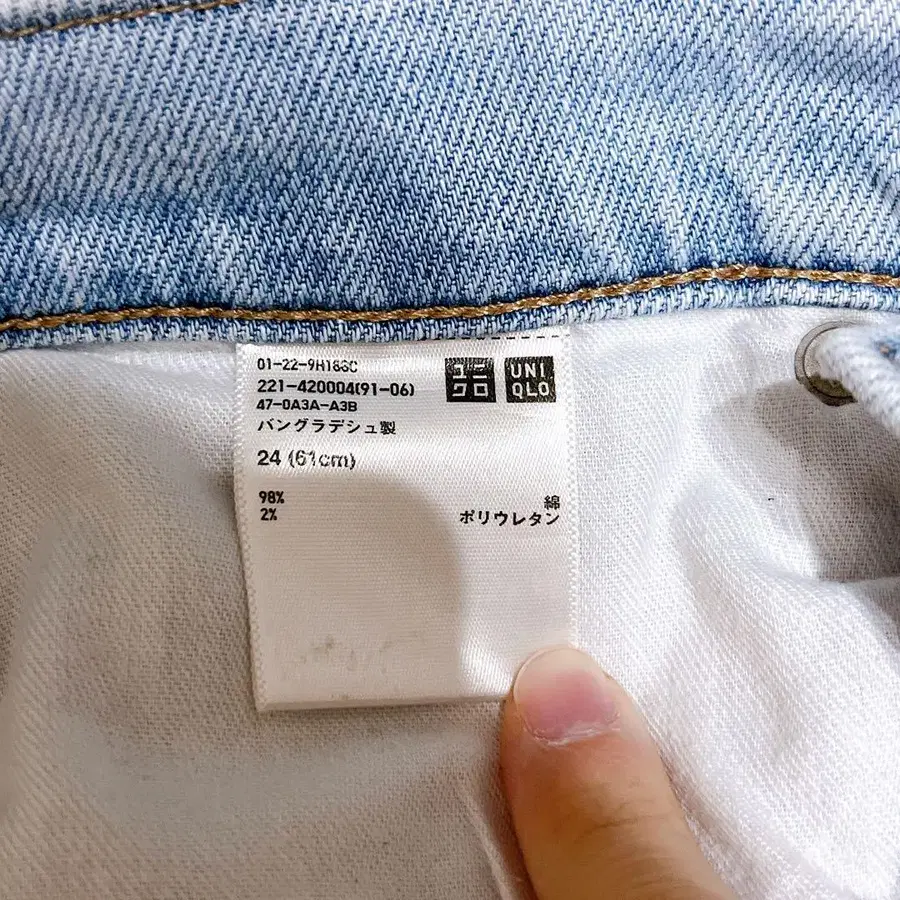 01-22-9H18GC
221-420004(91-06)
47-0A3A-A3B
バングラデシュ製
24 (61cm)
98% 綿
2% ポリウレタン
ユニ
クロ
UNI
QLO